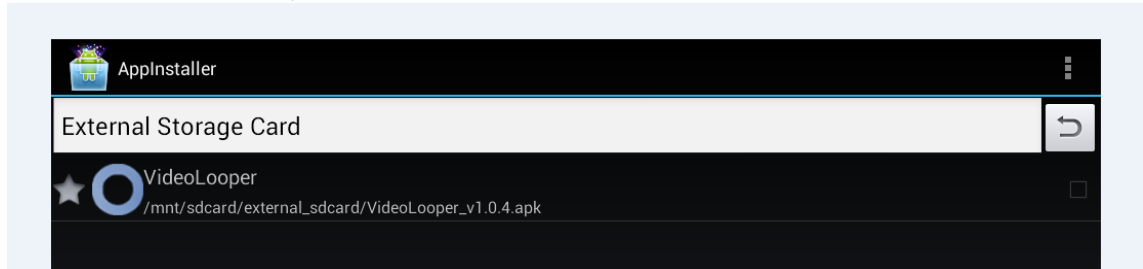 AppInstaller
External Storage Card
VideoLooper
/mnt/sdcard/external_sdcard/VideoLooper_v1.0.4.apk